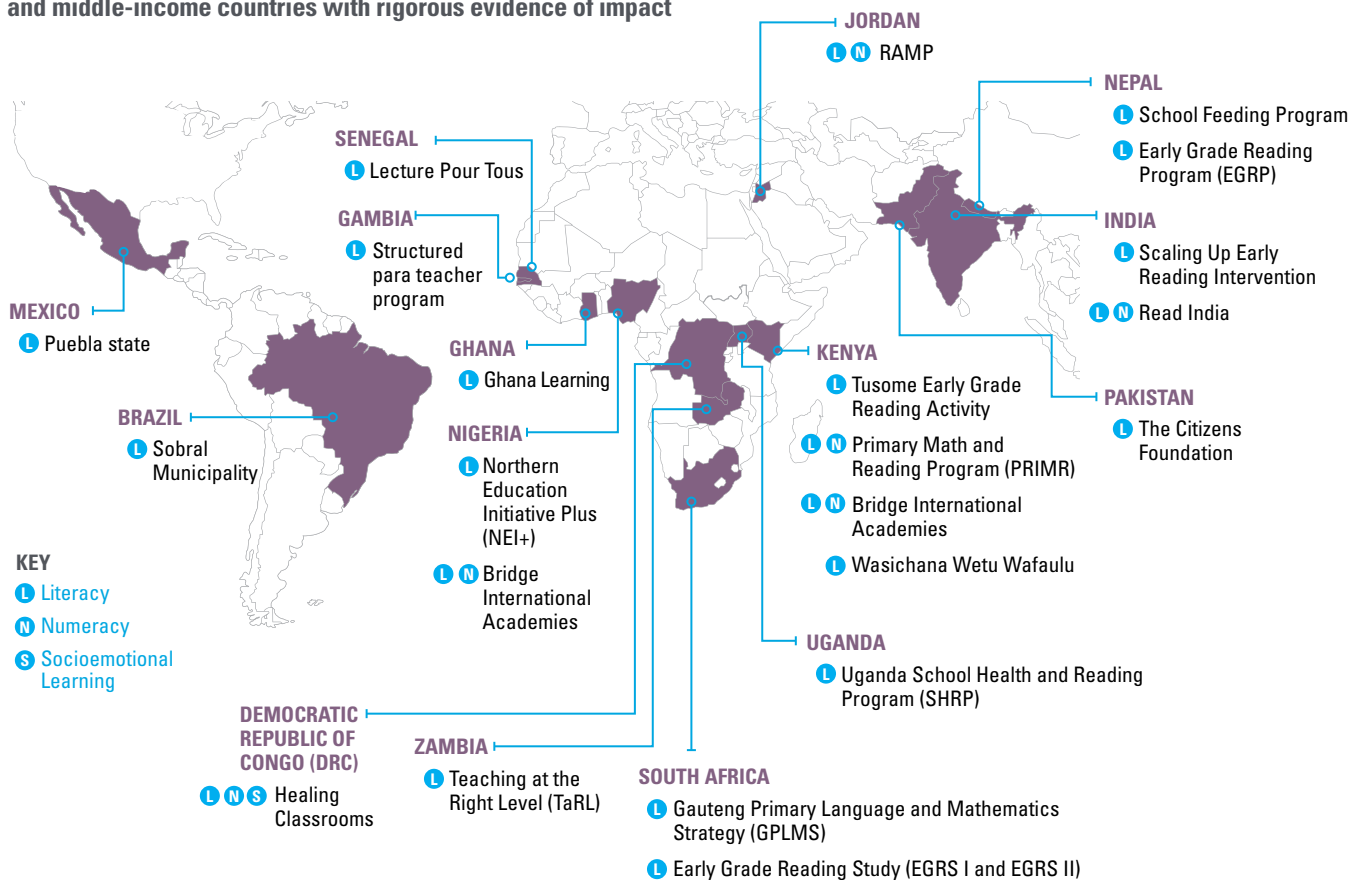 and middle-income countries with rigorous evidence of impact
JORDAN
L N RAMP
NEPAL
L School Feeding Program
L Early Grade Reading
Program (EGRP)
SENEGAL
L Lecture Pour Tous
GAMBIA
L Structured
para teacher
program
INDIA
L Scaling Up Early
Reading Intervention
L N Read India
MEXICO
L Puebla state
GHANA
L Ghana Learning
KENYA
L Tusome Early Grade
Reading Activity
L N Primary Math and
Reading Program (PRIMR)
L N Bridge International
Academies
L Wasichana Wetu Wafaulu
PAKISTAN
L The Citizens
Foundation
BRAZIL
L Sobral
Municipality
NIGERIA
L Northern
Education
Initiative Plus
(NEI+)
L N Bridge
International
Academies
KEY
L Literacy
N Numeracy
S Socioemotional
Learning
UGANDA
L Uganda School Health and Reading
Program (SHRP)
DEMOCRATIC
REPUBLIC OF
CONGO (DRC)
L N S Healing
Classrooms
ZAMBIA
L Teaching at the
Right Level (TaRL)
SOUTH AFRICA
L Gauteng Primary Language and Mathematics
Strategy (GPLMS)
L Early Grade Reading Study (EGRS I and EGRS II)